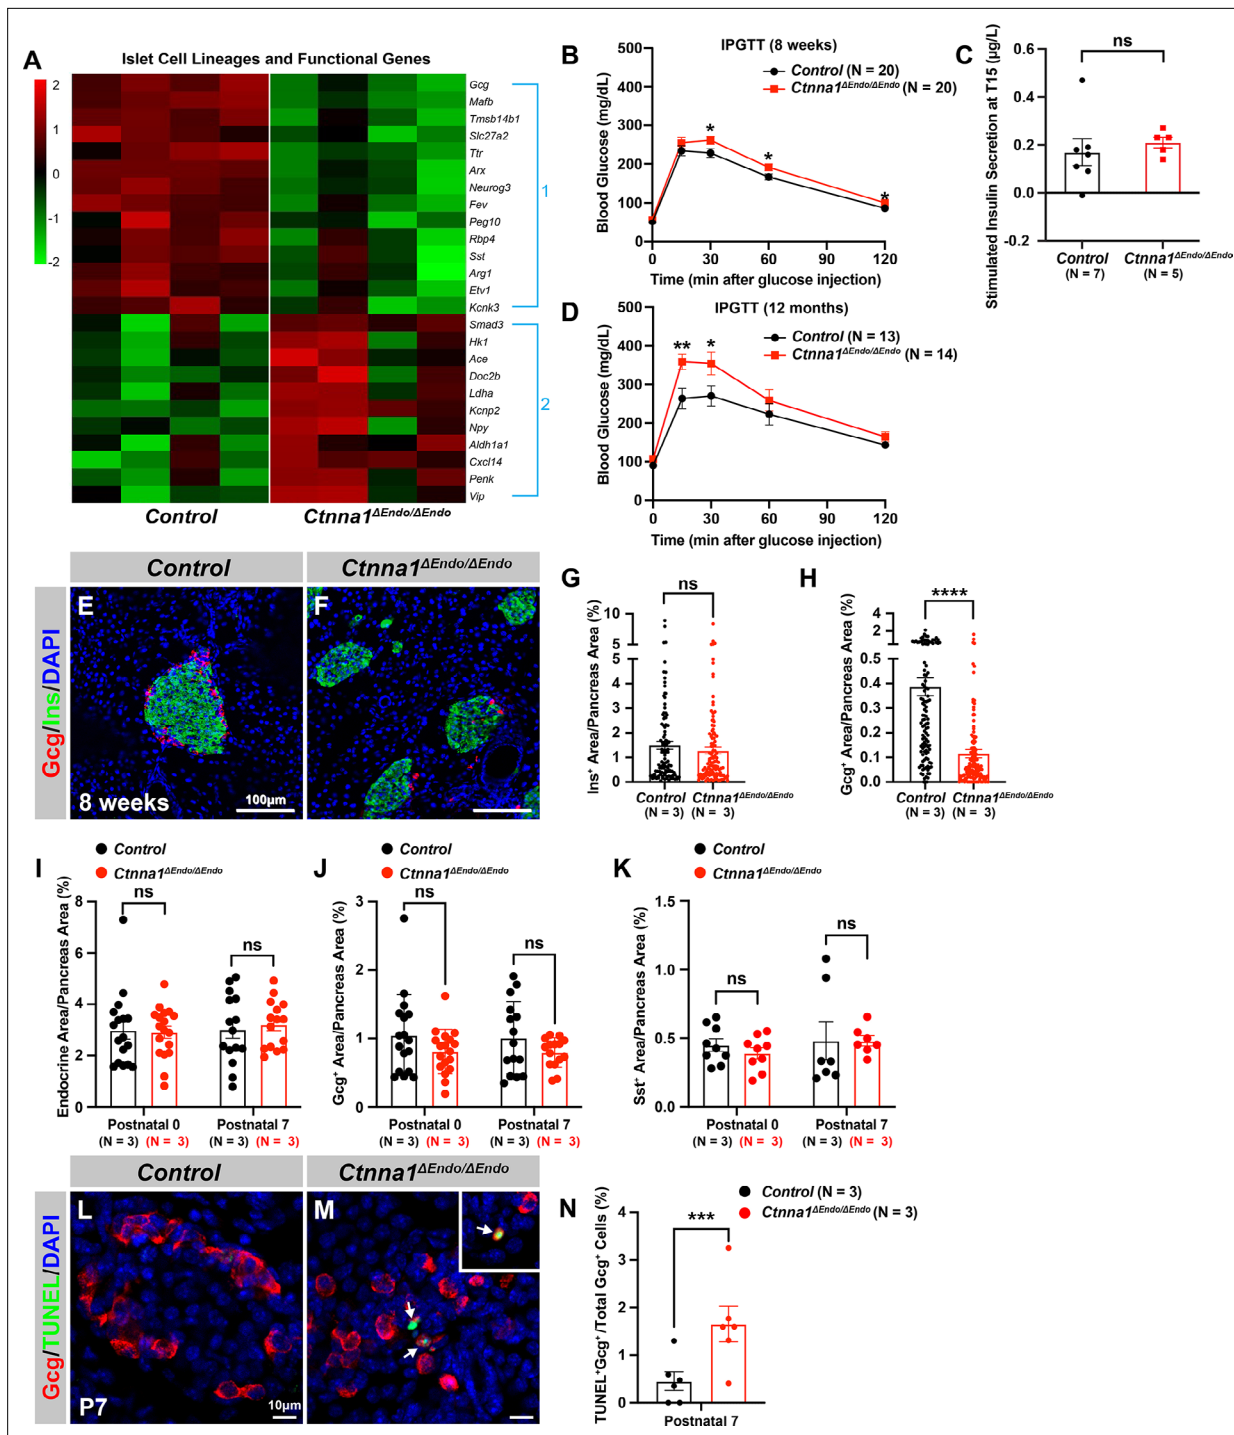 A
Islet Cell Lineages and Functional Genes
2
1
0
-1
-2
Gcg
Mafb
Tmsb14b1
Slc27a2
Ttr
Arx
Neurog3
Fev
Peg10
Rbp4
Sst
Arg1
Etv1
Kcnk3
Smad3
Hk1
Ace
Doc2b
Ldha
Kcnp2
Npy
Aldh1a1
Cxcl14
Penk
Vip
1
2
Control
Ctnna1ΔEndo/ΔEndo
B
IPGTT (8 weeks)
Control (N = 20)
Ctnna1ΔEndo/ΔEndo (N = 20)
Blood Glucose (mg/dL)
500
400
300
200
100
0
*
*
*
0 30 60 90 120
Time (min after glucose injection)
C
Stimulated Insulin Secretion at T15 (µg/L)
0.6
0.4
0.2
0.0
-0.2
ns
Control
(N = 7)
Ctnna1ΔEndo/ΔEndo
(N = 5)
D
IPGTT (12 months)
Control (N = 13)
Ctnna1ΔEndo/ΔEndo (N = 14)
Blood Glucose (mg/dL)
500
400
300
200
100
0
**
*
0 30 60 90 120
Time (min after glucose injection)
Control
Ctnna1ΔEndo/ΔEndo
Gcg/Ins/DAPI
E
8 weeks
100µm
F
G
Ins+ Area/Pancreas Area (%)
10
5
5
4
3
2
1
0
ns
Control
(N = 3)
Ctnna1ΔEndo/ΔEndo
(N = 3)
H
Gcg+ Area/Pancreas Area (%)
4
2
0.5
0.4
0.3
0.2
0.1
0.0
****
Control
(N = 3)
Ctnna1ΔEndo/ΔEndo
(N = 3)
I
Control
Ctnna1ΔEndo/ΔEndo
Endocrine Area/Pancreas Area (%)
8
6
4
2
0
ns
ns
Postnatal 0
(N = 3) (N = 3)
Postnatal 7
(N = 3) (N = 3)
J
Control
Ctnna1ΔEndo/ΔEndo
Gcg+ Area/Pancreas Area (%)
3
2
1
0
ns
ns
Postnatal 0
(N = 3) (N = 3)
Postnatal 7
(N = 3) (N = 3)
K
Control
Ctnna1ΔEndo/ΔEndo
Sst+ Area/Pancreas Area (%)
1.5
1.0
0.5
0.0
ns
ns
Postnatal 0
(N = 3) (N = 3)
Postnatal 7
(N = 3) (N = 3)
Control
Ctnna1ΔEndo/ΔEndo
Gcg/TUNEL/DAPI
L
P7
10µm
M
N
Control (N = 3)
Ctnna1ΔEndo/ΔEndo (N = 3)
TUNEL+Gcg+/Total Gcg+ Cells (%)
4
3
2
1
0
***
Postnatal 7